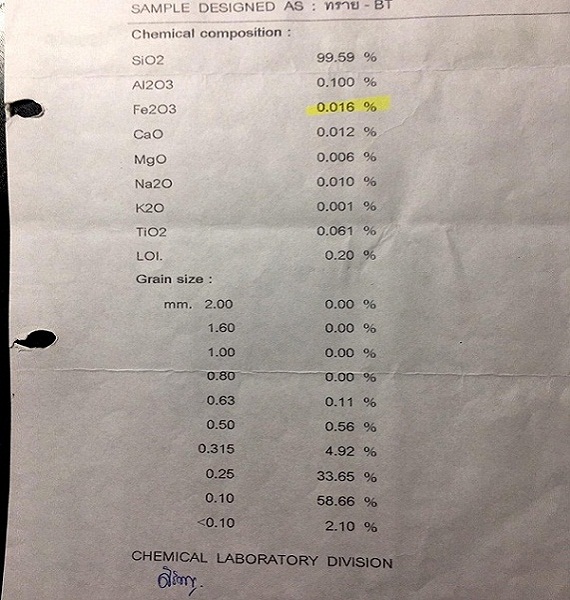 SAMPLE DESIGNED AS : ทราย - BT
Chemical composition :
SiO2 99.59 %
Al2O3 0.100 %
Fe2O3 0.016 %
CaO 0.012 %
MgO 0.006 %
Na2O 0.010 %
K2O 0.001 %
TiO2 0.061 %
LOI. 0.20 %
Grain size :
mm. 2.00 0.00 %
1.60 0.00 %
1.00 0.00 %
0.80 0.00 %
0.63 0.11 %
0.50 0.56 %
0.315 4.92 %
0.25 33.65 %
0.10 58.66 %
<0.10 2.10 %
CHEMICAL LABORATORY DIVISION